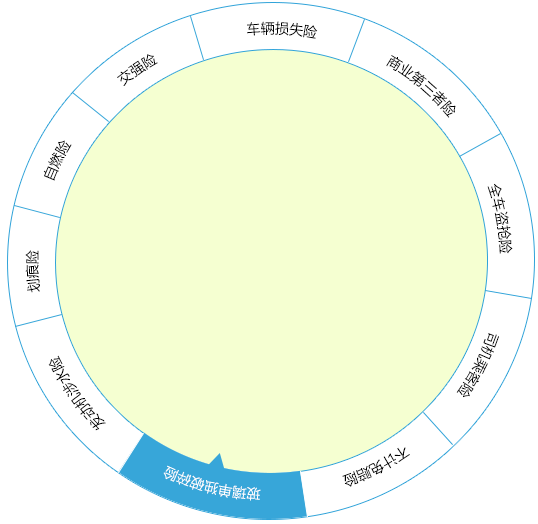 车辆损失险
商业第三者险
全车盗抢险
司机乘客险
不计免赔险
玻璃单独破碎险
发动机涉水险
划痕险
自燃险
交强险